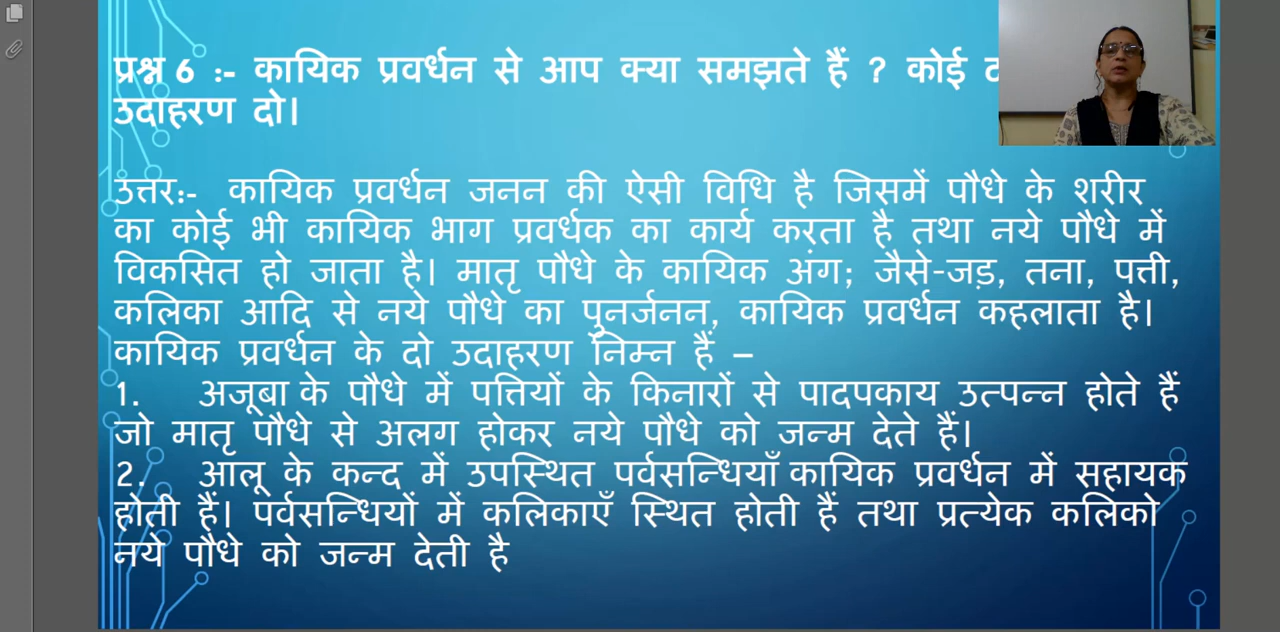 प्रश्न 6 :- कायिक प्रवर्धन से आप क्या समझते हैं ? कोई
उदाहरण दो।
उत्तरः- कायिक प्रवर्धन जनन की ऐसी विधि है जिसमें पौधे के शरीर
का कोई भी कायिक भाग प्रवर्धक का कार्य करता है तथा नये पौधे में
विकसित हो जाता है। मातृ पौधे के कायिक अंग; जैसे-जड़, तना, पत्ती,
कलिका आदि से नये पौधे का पुनर्जनन, कायिक प्रवर्धन कहलाता है।
कायिक प्रवर्धन के दो उदाहरण निम्न हैं –
1. अजूबा के पौधे में पत्तियों के किनारों से पादपकाय उत्पन्न होते हैं
जो मातृ पौधे से अलग होकर नये पौधे को जन्म देते हैं।
2. आलू के कन्द में उपस्थित पर्वसन्धियाँ कायिक प्रवर्धन में सहायक
होती हैं। पर्वसन्धियों में कलिकाएँ स्थित होती हैं तथा प्रत्येक कलिको
नये पौधे को जन्म देती है